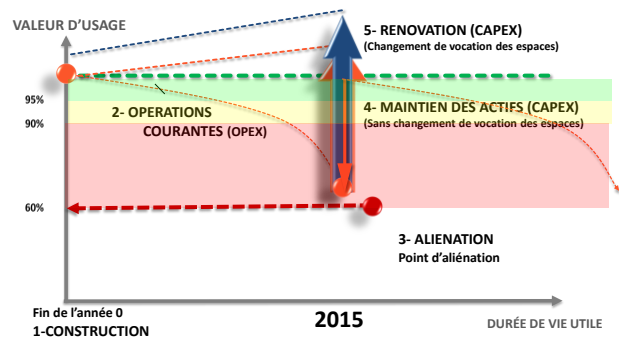 VALEUR D’USAGE
5- RENOVATION (CAPEX)
(Changement de vocation des espaces)
95%
90%
2- OPERATIONS
COURANTES (OPEX)
4- MAINTIEN DES ACTIFS (CAPEX)
(Sans changement de vocation des espaces)
60%
3- ALIENATION
Point d’aliénation
Fin de l’année 0
1-CONSTRUCTION
2015
DURÉE DE VIE UTILE